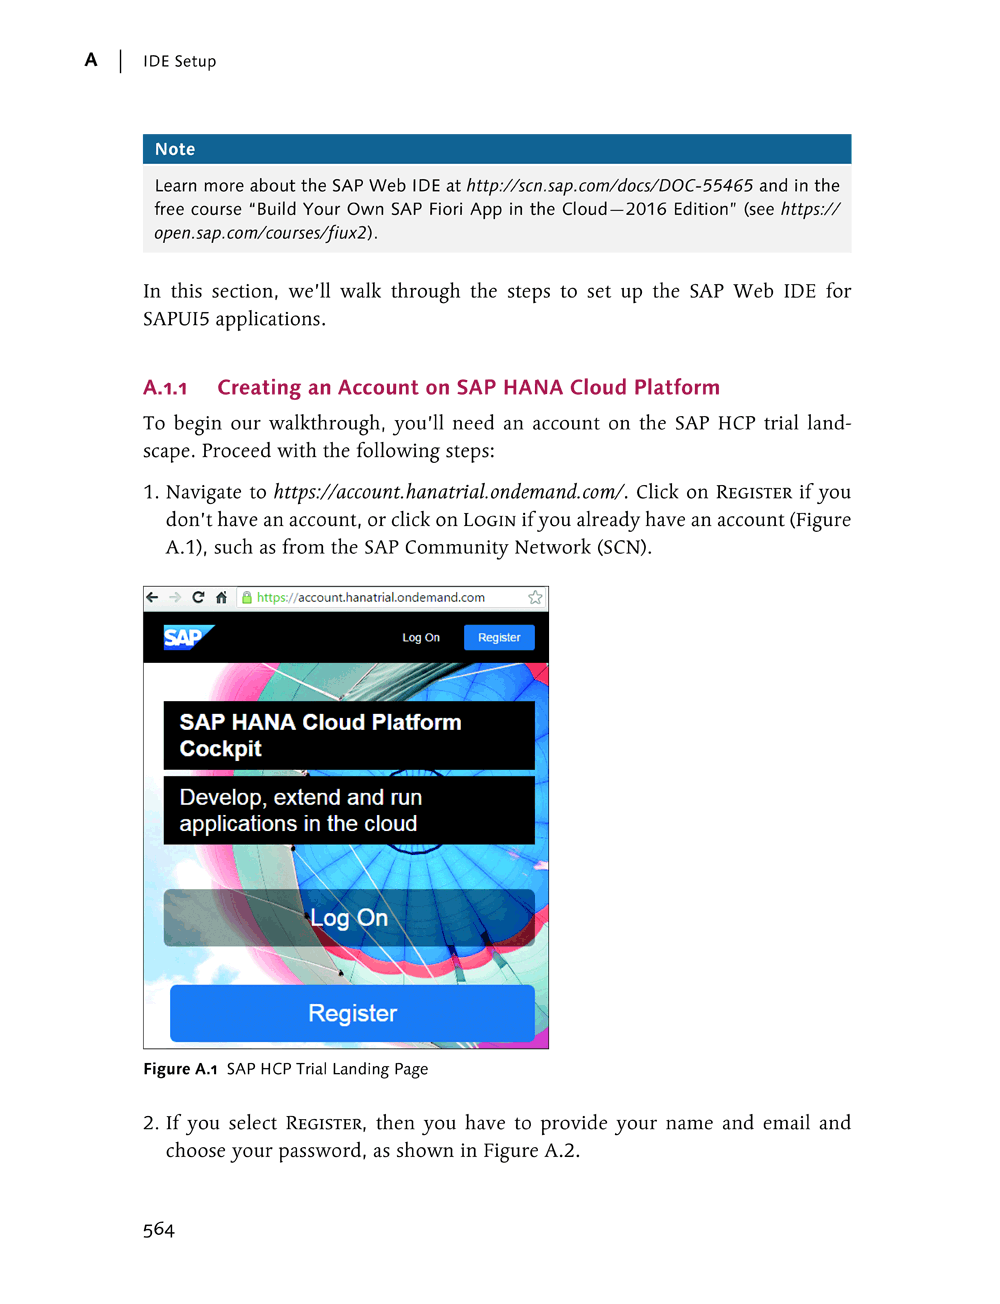 A | IDE Setup
Note
Learn more about the SAP Web IDE at http://scn.sap.com/docs/DOC-55465 and in the
free course “Build Your Own SAP Fiori App in the Cloud—2016 Edition” (see https://
open.sap.com/courses/fiux2).
In this section, we’ll walk through the steps to set up the SAP Web IDE for
SAPUI5 applications.
A.1.1 Creating an Account on SAP HANA Cloud Platform
To begin our walkthrough, you’ll need an account on the SAP HCP trial land-
scape. Proceed with the following steps:
1. Navigate to https://account.hanatrial.ondemand.com/. Click on REGISTER if you
don’t have an account, or click on LOGIN if you already have an account (Figure
A.1), such as from the SAP Community Network (SCN).
https://account.hanatrial.ondemand.com
SAP Log On Register
SAP HANA Cloud Platform
Cockpit
Develop, extend and run
applications in the cloud
Log On
Register
Figure A.1 SAP HCP Trial Landing Page
2. If you select REGISTER, then you have to provide your name and email and
choose your password, as shown in Figure A.2.
564